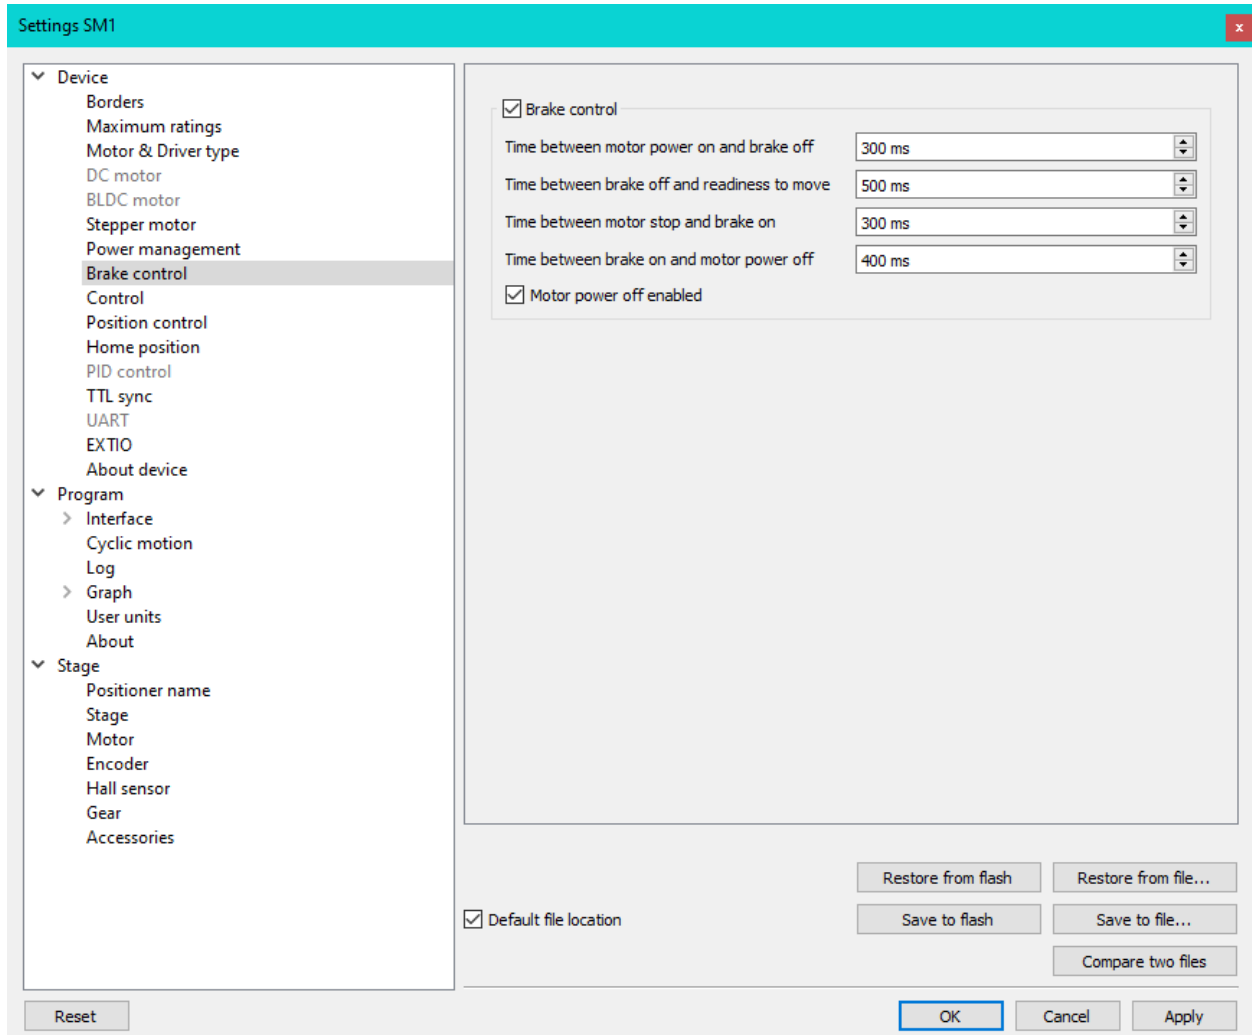 Settings SM1
x
Device
Borders
Maximum ratings
Motor & Driver type
DC motor
BLDC motor
Stepper motor
Power management
Brake control
Control
Position control
Home position
PID control
TTL sync
UART
EXTIO
About device
Program
Interface
Cyclic motion
Log
Graph
User units
About
Stage
Positioner name
Stage
Motor
Encoder
Hall sensor
Gear
Accessories
Brake control
Time between motor power on and brake off 300 ms
Time between brake off and readiness to move 500 ms
Time between motor stop and brake on 300 ms
Time between brake on and motor power off 400 ms
Motor power off enabled
Restore from flash Restore from file...
Default file location Save to flash Save to file...
Compare two files
Reset OK Cancel Apply